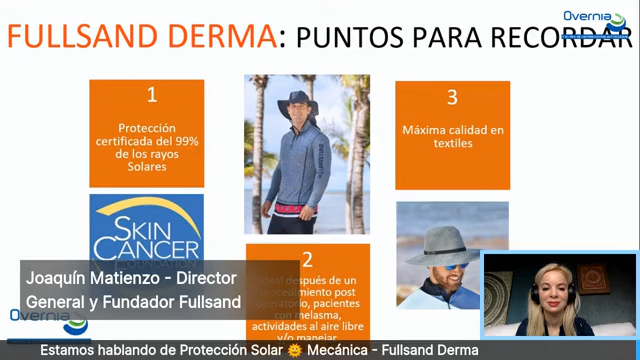 FULLSAND DERMA: PUNTOS PARA RECORDAR
Overnia
1
Protección
certificada del 99%
de los rayos
Solares
3
Máxima calidad en
textiles
SKIN
CANCER
2
Ideal después de un
procedimiento post
operatorio, pacientes
con melasma,
actividades al aire libre
y/o manejar
Joaquín Matienzo - Director
General y Fundador Fullsand
Overnia
Estamos hablando de Protección Solar 🌞 Mecánica - Fullsand Derma